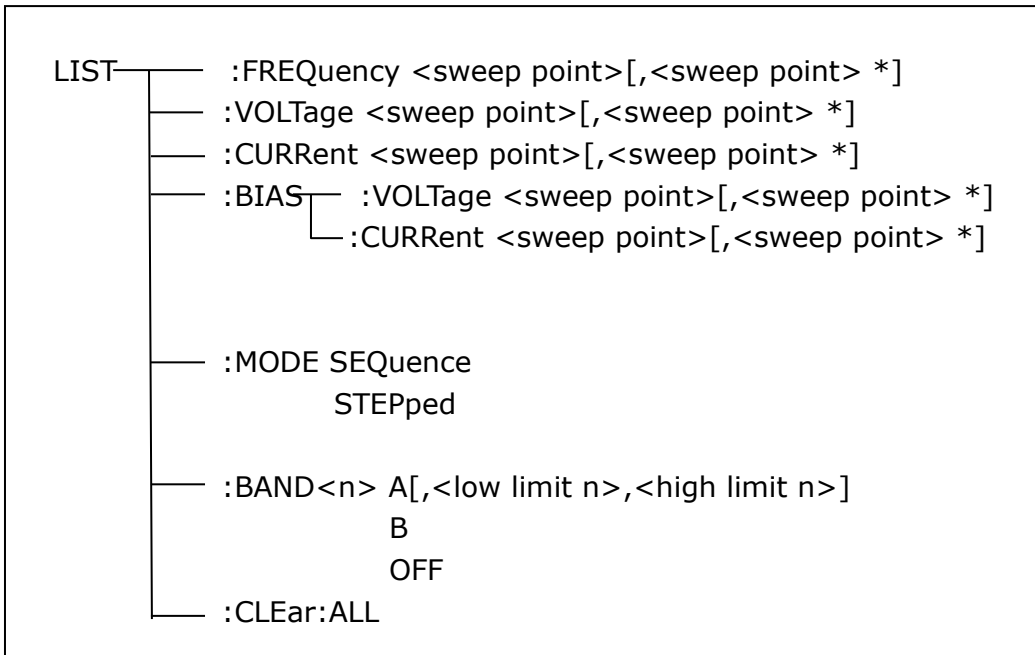 LIST :FREQuency <sweep point>[,<sweep point> *]
:VOLTage <sweep point>[,<sweep point> *]
:CURRent <sweep point>[,<sweep point> *]
:BIAS :VOLTage <sweep point>[,<sweep point> *]
:CURRent <sweep point>[,<sweep point> *]
:MODE SEQuence
STEPped
:BAND<n> A[,<low limit n>,<high limit n>]
B
OFF
:CLEar:ALL